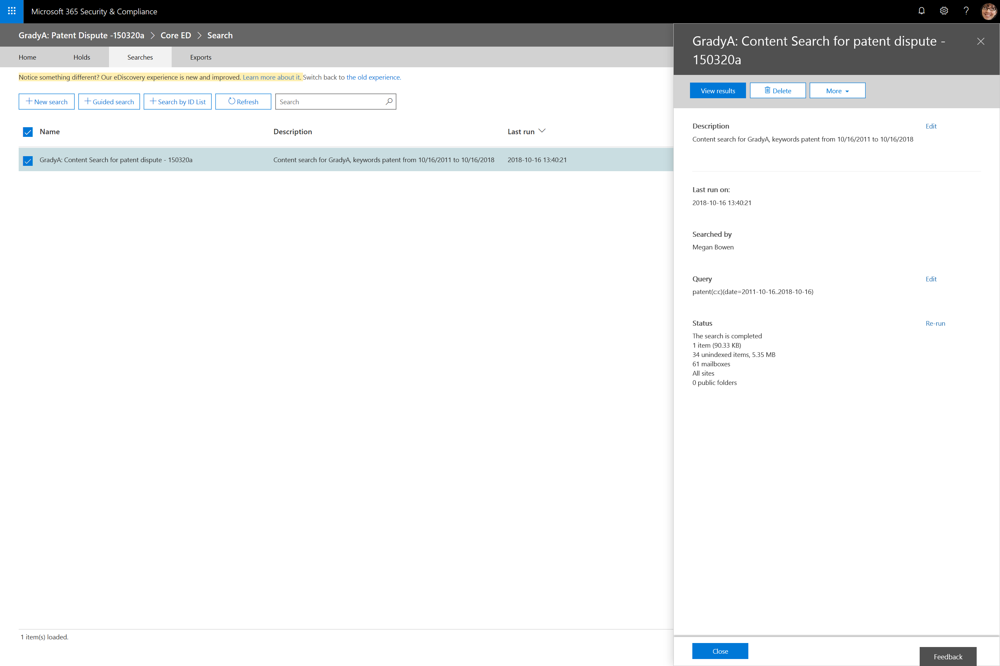 Microsoft 365 Security & Compliance
GradyA: Patent Dispute -150320a > Core ED > Search
Home Holds Searches Exports
Notice something different? Our eDiscovery experience is new and improved. Learn more about it. Switch back to the old experience.
New search Guided search Search by ID List Refresh Search
Name Description Last run
GradyA: Content Search for patent dispute - 150320a Content search for GradyA, keywords patent from 10/16/2011 to 10/16/2018 2018-10-16 13:40:21
1 item(s) loaded.
GradyA: Content Search for patent dispute -
150320a
View results Delete More
Description Edit
Content search for GradyA, keywords patent from 10/16/2011 to 10/16/2018
Last run on:
2018-10-16 13:40:21
Searched by
Megan Bowen
Query Edit
patent(c:c)(date=2011-10-16..2018-10-16)
Status Re-run
The search is completed
1 item (90.33 KB)
34 unindexed items, 5.35 MB
61 mailboxes
All sites
0 public folders
Close
Feedback